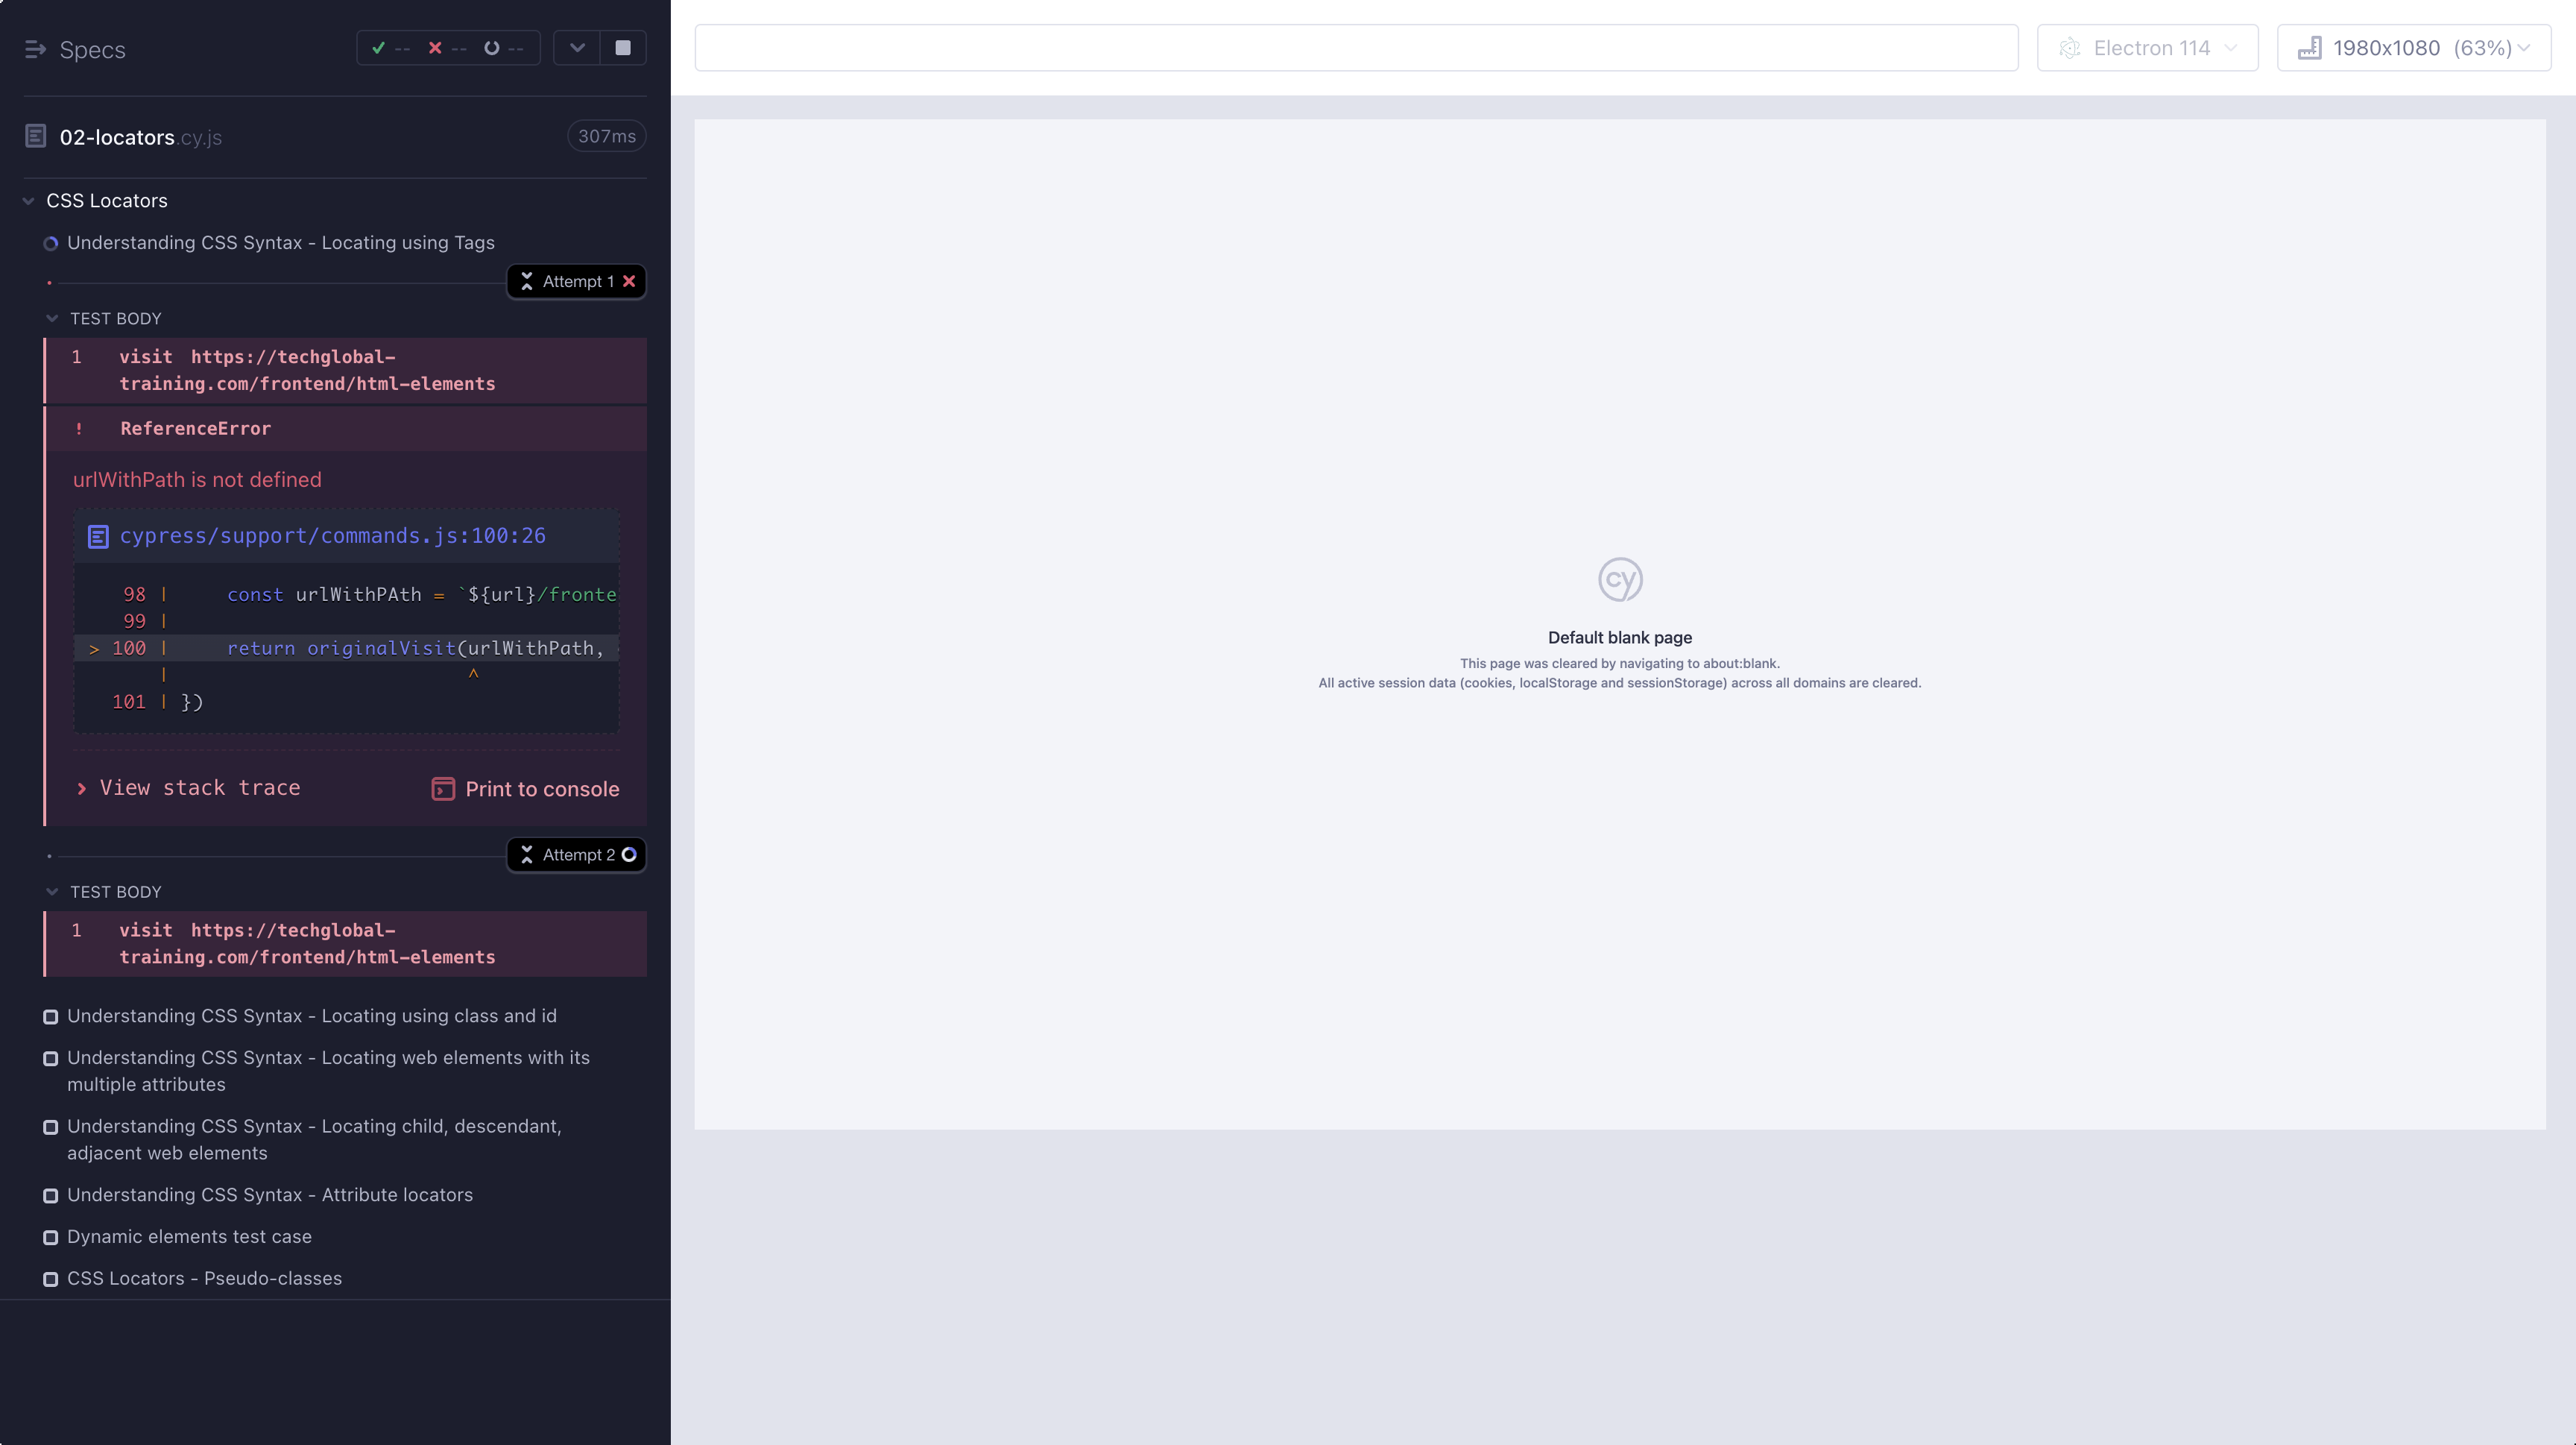 Specs
-- -- --
02-locators.cy.js
307ms
CSS Locators
Understanding CSS Syntax - Locating using Tags
Attempt 1
TEST BODY
1 visit https://techglobal-
training.com/frontend/html-elements
! ReferenceError
urlWithPath is not defined
cypress/support/commands.js:100:26
98 | const urlWithPAth = `${url}/fronte
99 |
> 100 | return originalVisit(urlWithPath,
| ^
101 | })
View stack trace
Print to console
Attempt 2
TEST BODY
1 visit https://techglobal-
training.com/frontend/html-elements
Understanding CSS Syntax - Locating using class and id
Understanding CSS Syntax - Locating web elements with its
multiple attributes
Understanding CSS Syntax - Locating child, descendant,
adjacent web elements
Understanding CSS Syntax - Attribute locators
Dynamic elements test case
CSS Locators - Pseudo-classes
Electron 114
1980x1080 (63%)
cy
Default blank page
This page was cleared by navigating to about:blank.
All active session data (cookies, localStorage and sessionStorage) across all domains are cleared.